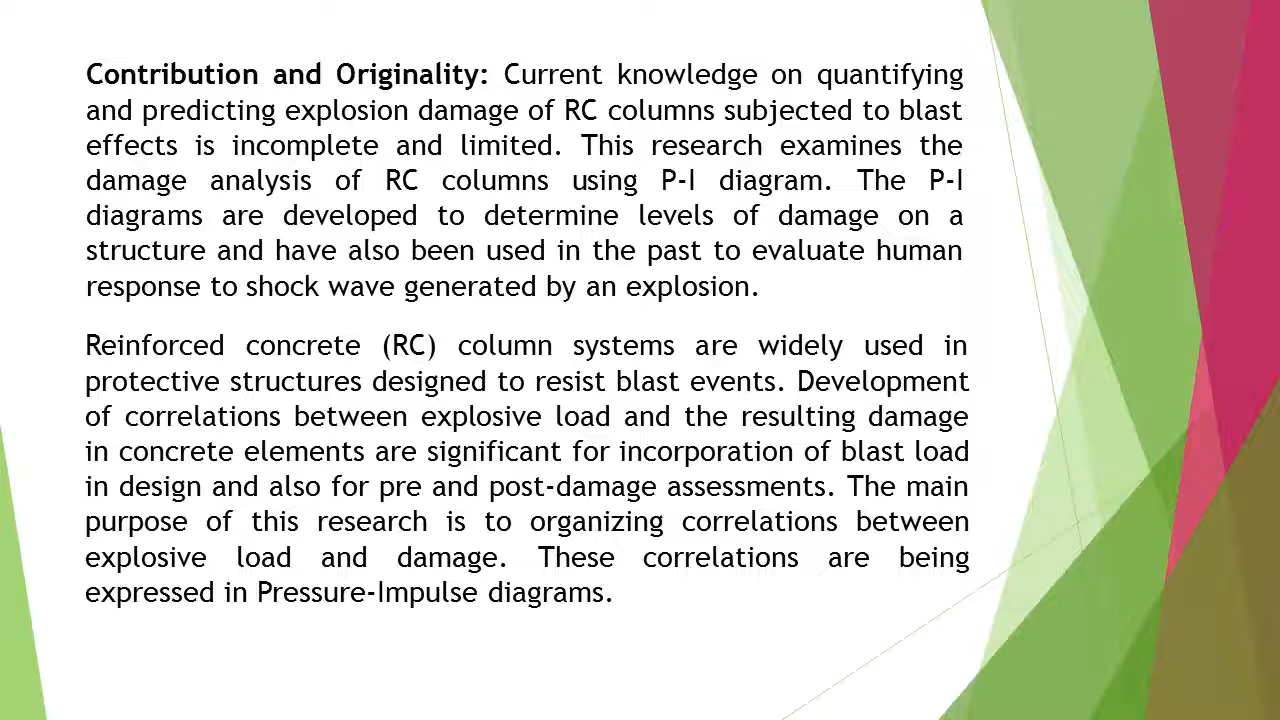 Contribution and Originality: Current knowledge on quantifying
and predicting explosion damage of RC columns subjected to blast
effects is incomplete and limited. This research examines the
damage analysis of RC columns using P-I diagram. The P-I
diagrams are developed to determine levels of damage on a
structure and have also been used in the past to evaluate human
response to shock wave generated by an explosion.
Reinforced concrete (RC) column systems are widely used in
protective structures designed to resist blast events. Development
of correlations between explosive load and the resulting damage
in concrete elements are significant for incorporation of blast load
in design and also for pre and post-damage assessments. The main
purpose of this research is to organizing correlations between
explosive load and damage. These correlations are being
expressed in Pressure-Impulse diagrams.